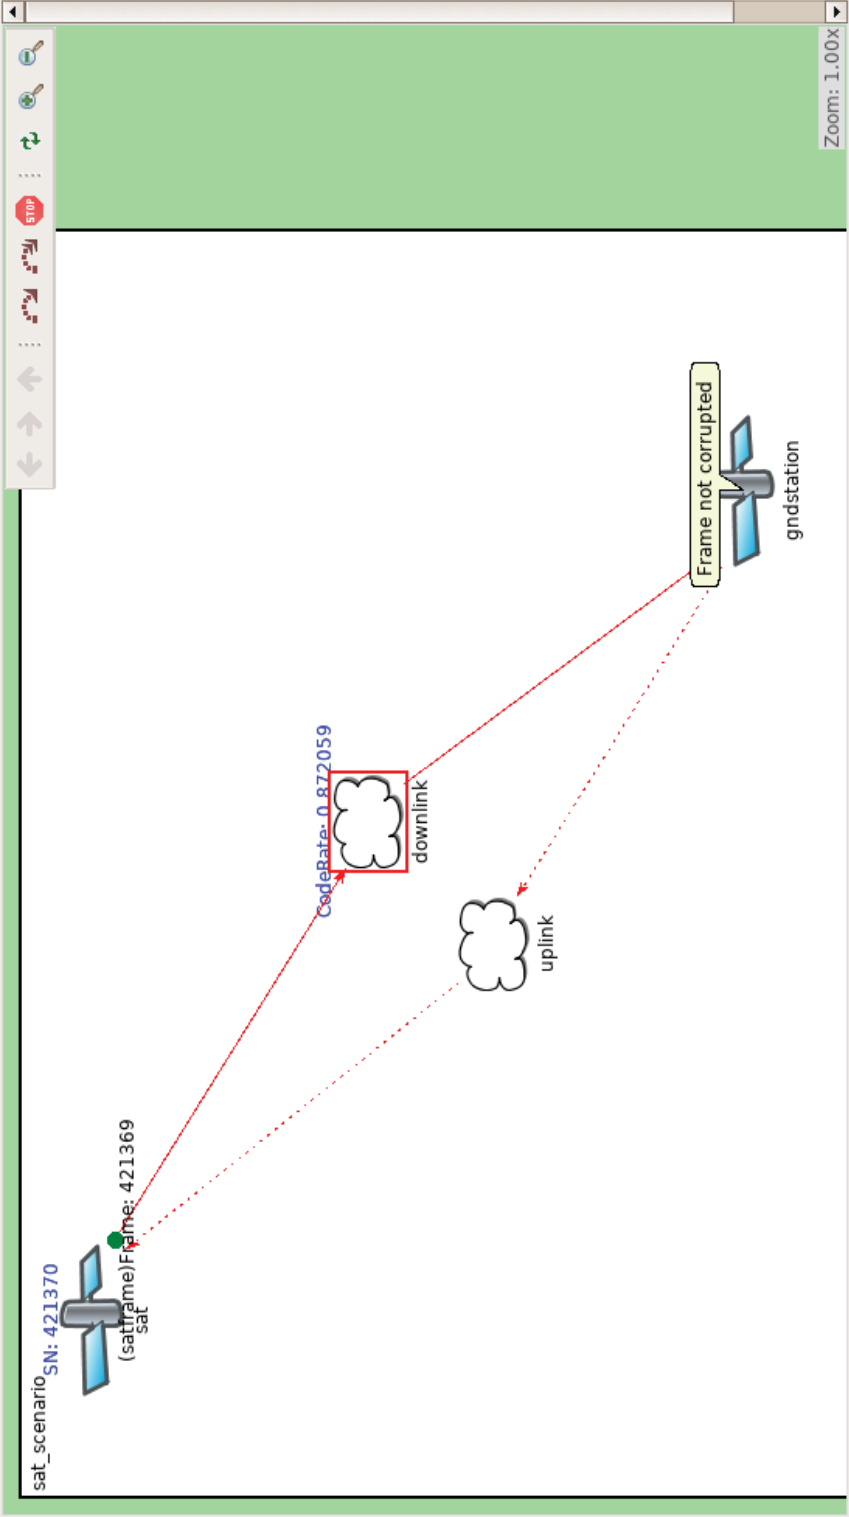 sat_scenario
SN: 421370
(satframe)Frame: 421369
sat
CodeRate: 0.872059
downlink
uplink
Frame not corrupted
gndstation
STOP
Zoom: 1.00x